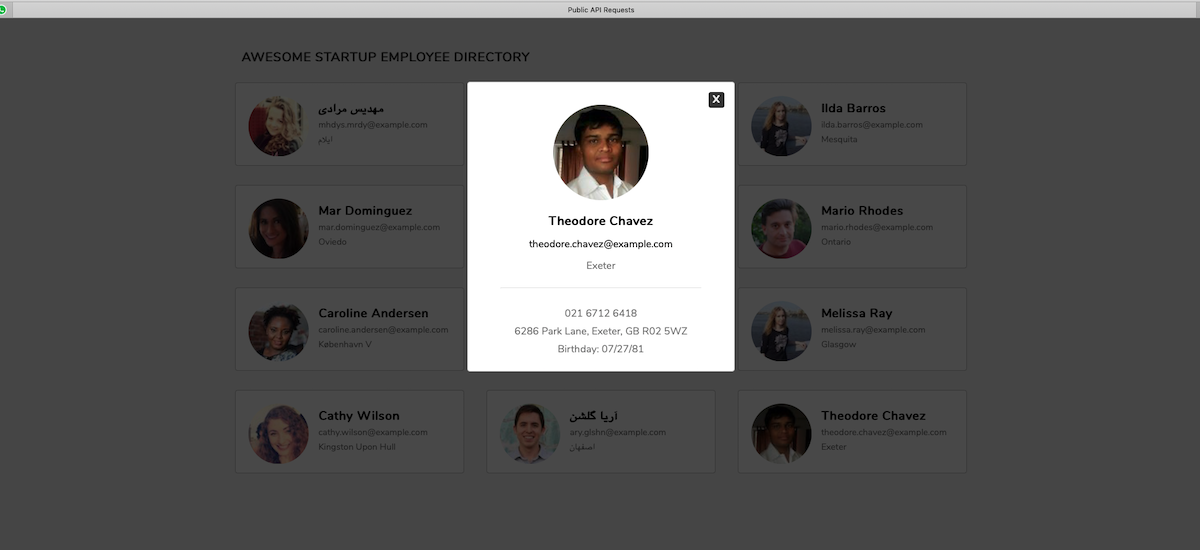 Public API Requests
AWESOME STARTUP EMPLOYEE DIRECTORY
مهدیس مرادی
mhdys.mrdy@example.com
ایلام
X
Theodore Chavez
theodore.chavez@example.com
Exeter
021 6712 6418
6286 Park Lane, Exeter, GB R02 5WZ
Birthday: 07/27/81
Ilda Barros
ilda.barros@example.com
Mesquita
Mar Dominguez
mar.dominguez@example.com
Oviedo
Mario Rhodes
mario.rhodes@example.com
Ontario
Caroline Andersen
caroline.andersen@example.com
København V
Melissa Ray
melissa.ray@example.com
Glasgow
Cathy Wilson
cathy.wilson@example.com
Kingston Upon Hull
آریا گلشن
ary.glshn@example.com
اصفهان
Theodore Chavez
theodore.chavez@example.com
Exeter